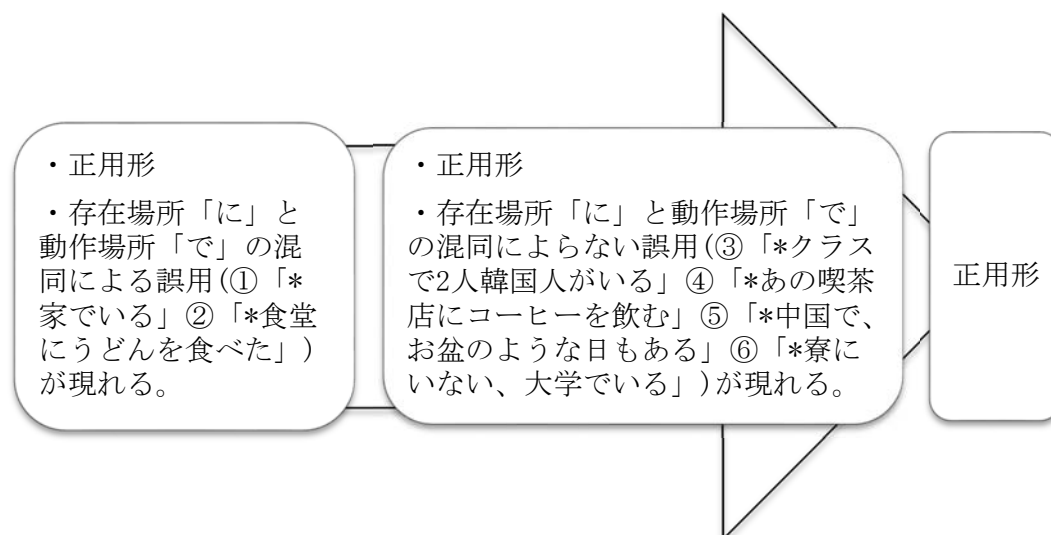 ・正用形
・存在場所「に」と
動作場所「で」の混
同による誤用(①「*
家でいる」②「*食堂
にうどんを食べた」)
が現れる。
・正用形
・存在場所「に」と動作場所「で」
の混同によらない誤用(③「*クラス
で2人韓国人がいる」④「*あの喫茶
店にコーヒーを飲む」⑤「*中国で、
お盆のような日もある」⑥「*寮に
いない、大学でいる」)が現れる。
正用形